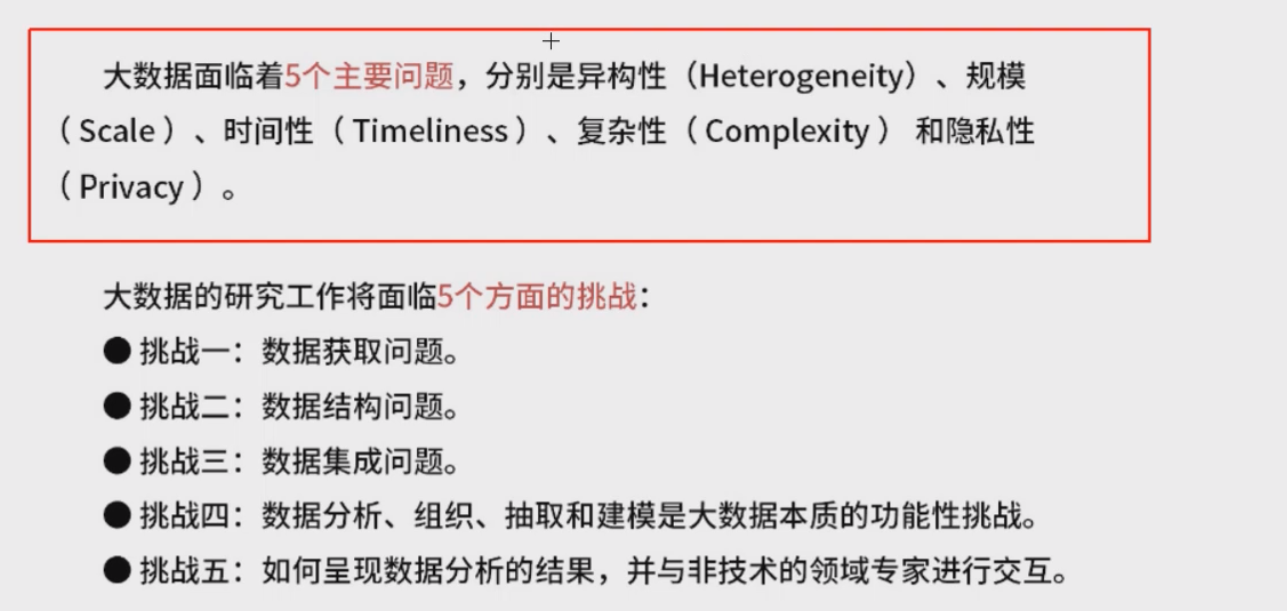 大数据面临着5个主要问题，分别是异构性（Heterogeneity）、规模
（Scale）、时间性（Timeliness）、复杂性（Complexity） 和隐私性
（Privacy）。
大数据的研究工作将面临5个方面的挑战：
● 挑战一：数据获取问题。
● 挑战二：数据结构问题。
● 挑战三：数据集成问题。
● 挑战四：数据分析、组织、抽取和建模是大数据本质的功能性挑战。
● 挑战五：如何呈现数据分析的结果，并与非技术的领域专家进行交互。